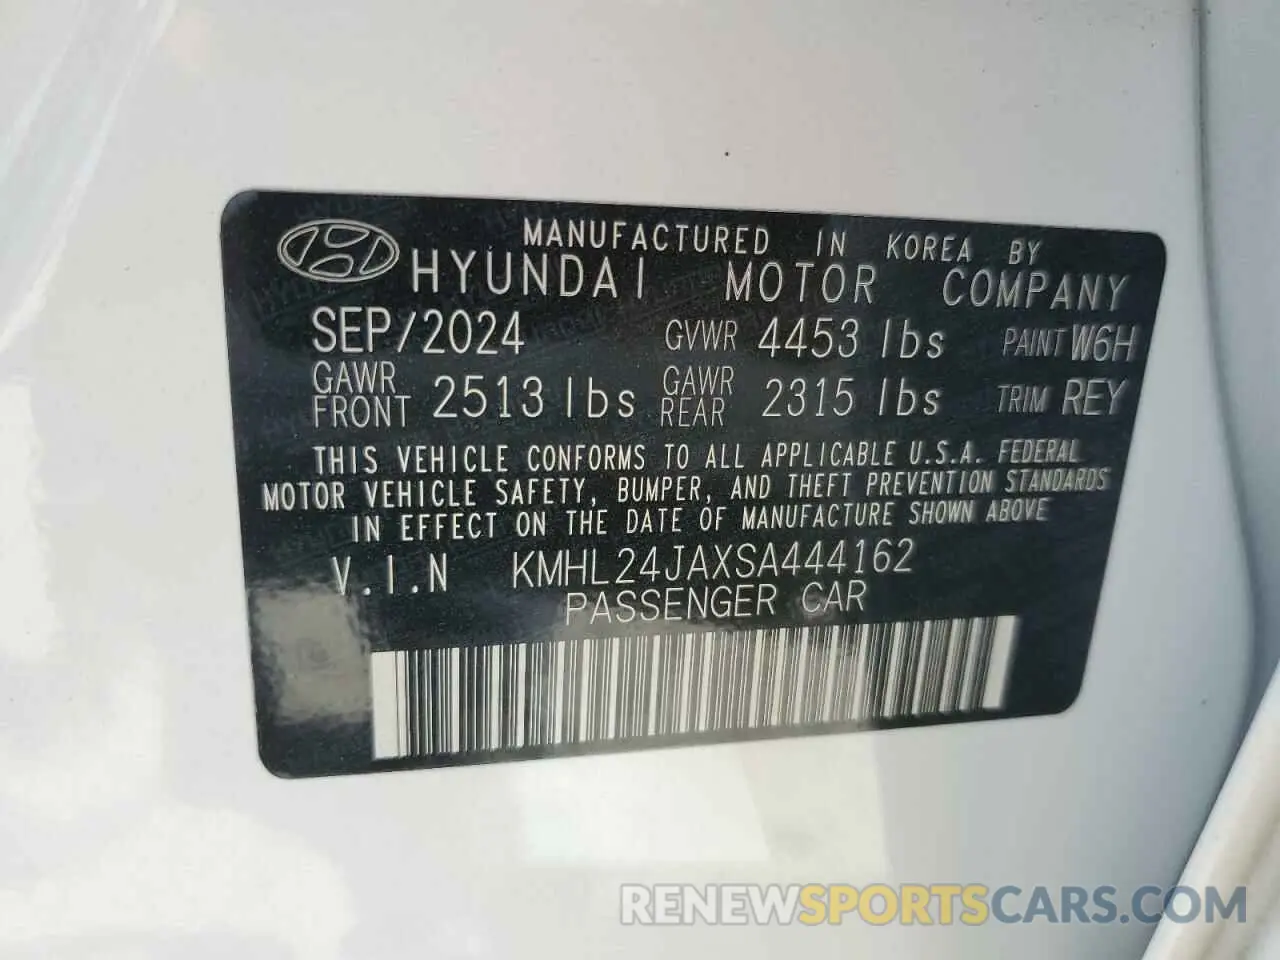 MANUFACTURED IN KOREA BY
HYUNDAI MOTOR COMPANY
SEP/2024 GVWR 4453 lbs PAINT W6H
GAWR FRONT 2513 lbs GAWR REAR 2315 lbs TRIM REY
THIS VEHICLE CONFORMS TO ALL APPLICABLE U.S.A. FEDERAL
MOTOR VEHICLE SAFETY, BUMPER, AND THEFT PREVENTION STANDARDS
IN EFFECT ON THE DATE OF MANUFACTURE SHOWN ABOVE
V.I.N KMHL24JAXSA444162
PASSENGER CAR
RENEWSPORTSCARS.COM